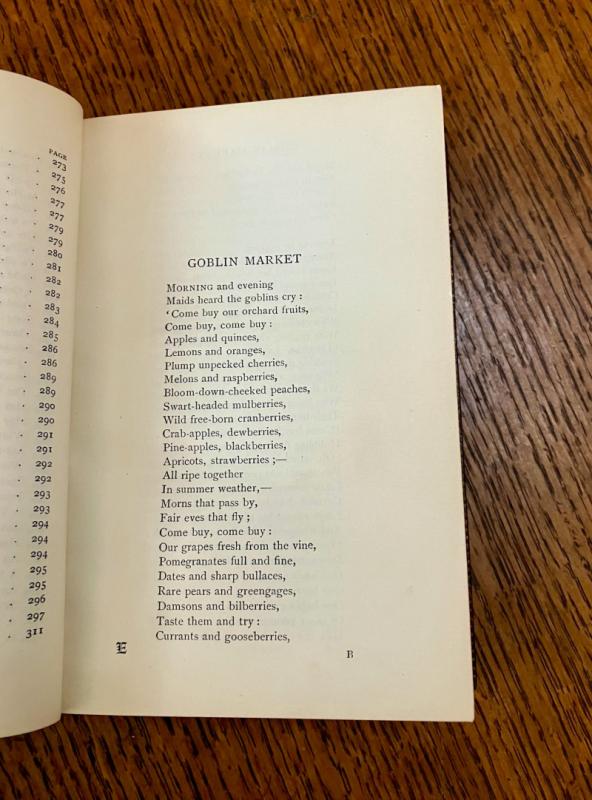 PAGE
273
275
276
277
277
279
279
280
281
282
282
283
284
285
286
286
289
289
290
290
291
291
292
292
293
293
294
294
294
295
295
296
297
311
GOBLIN MARKET
MORNING and evening
Maids heard the goblins cry :
‘Come buy our orchard fruits,
Come buy, come buy :
Apples and quinces,
Lemons and oranges,
Plump unpecked cherries,
Melons and raspberries,
Bloom-down-cheeked peaches,
Swart-headed mulberries,
Wild free-born cranberries,
Crab-apples, dewberries,
Pine-apples, blackberries,
Apricots, strawberries ;—
All ripe together
In summer weather,—
Morns that pass by,
Fair eves that fly ;
Come buy, come buy :
Our grapes fresh from the vine,
Pomegranates full and fine,
Dates and sharp bullaces,
Rare pears and greengages,
Damsons and bilberries,
Taste them and try :
Currants and gooseberries,
E B